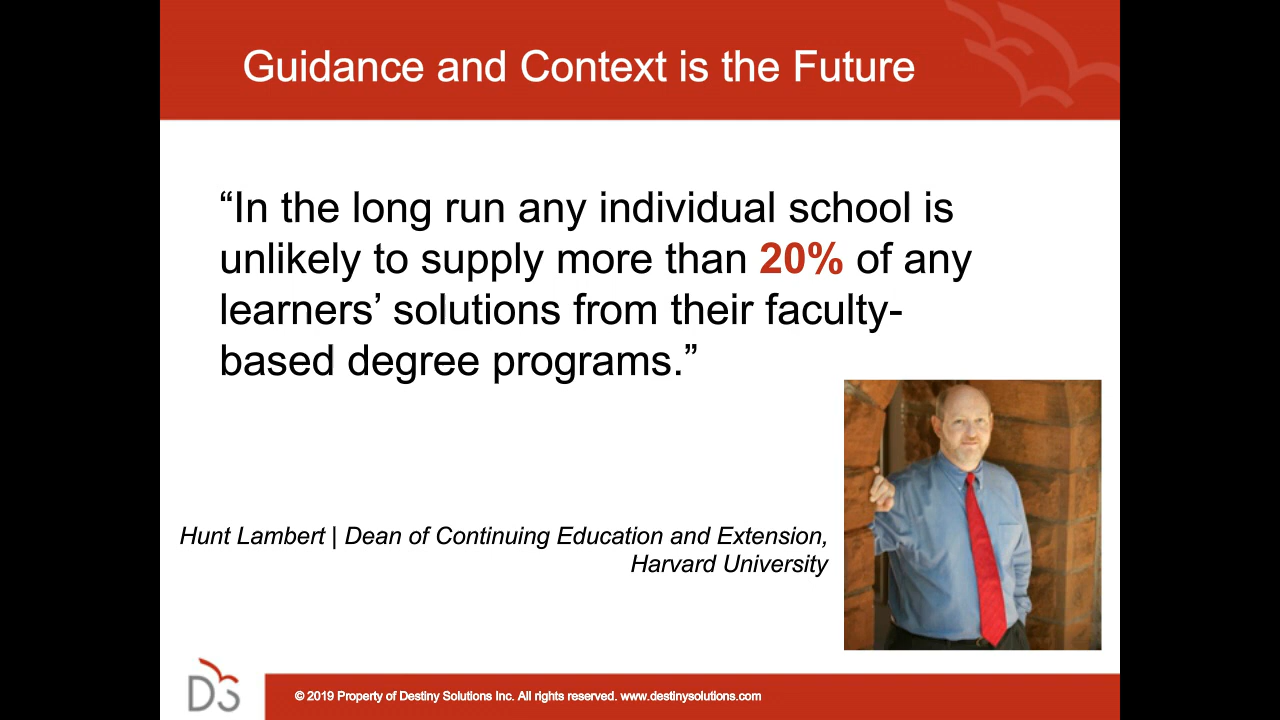 Guidance and Context is the Future
“In the long run any individual school is
unlikely to supply more than 20% of any
learners’ solutions from their faculty-
based degree programs.”
Hunt Lambert | Dean of Continuing Education and Extension,
Harvard University
DS
© 2019 Property of Destiny Solutions Inc. All rights reserved. www.destinysolutions.com